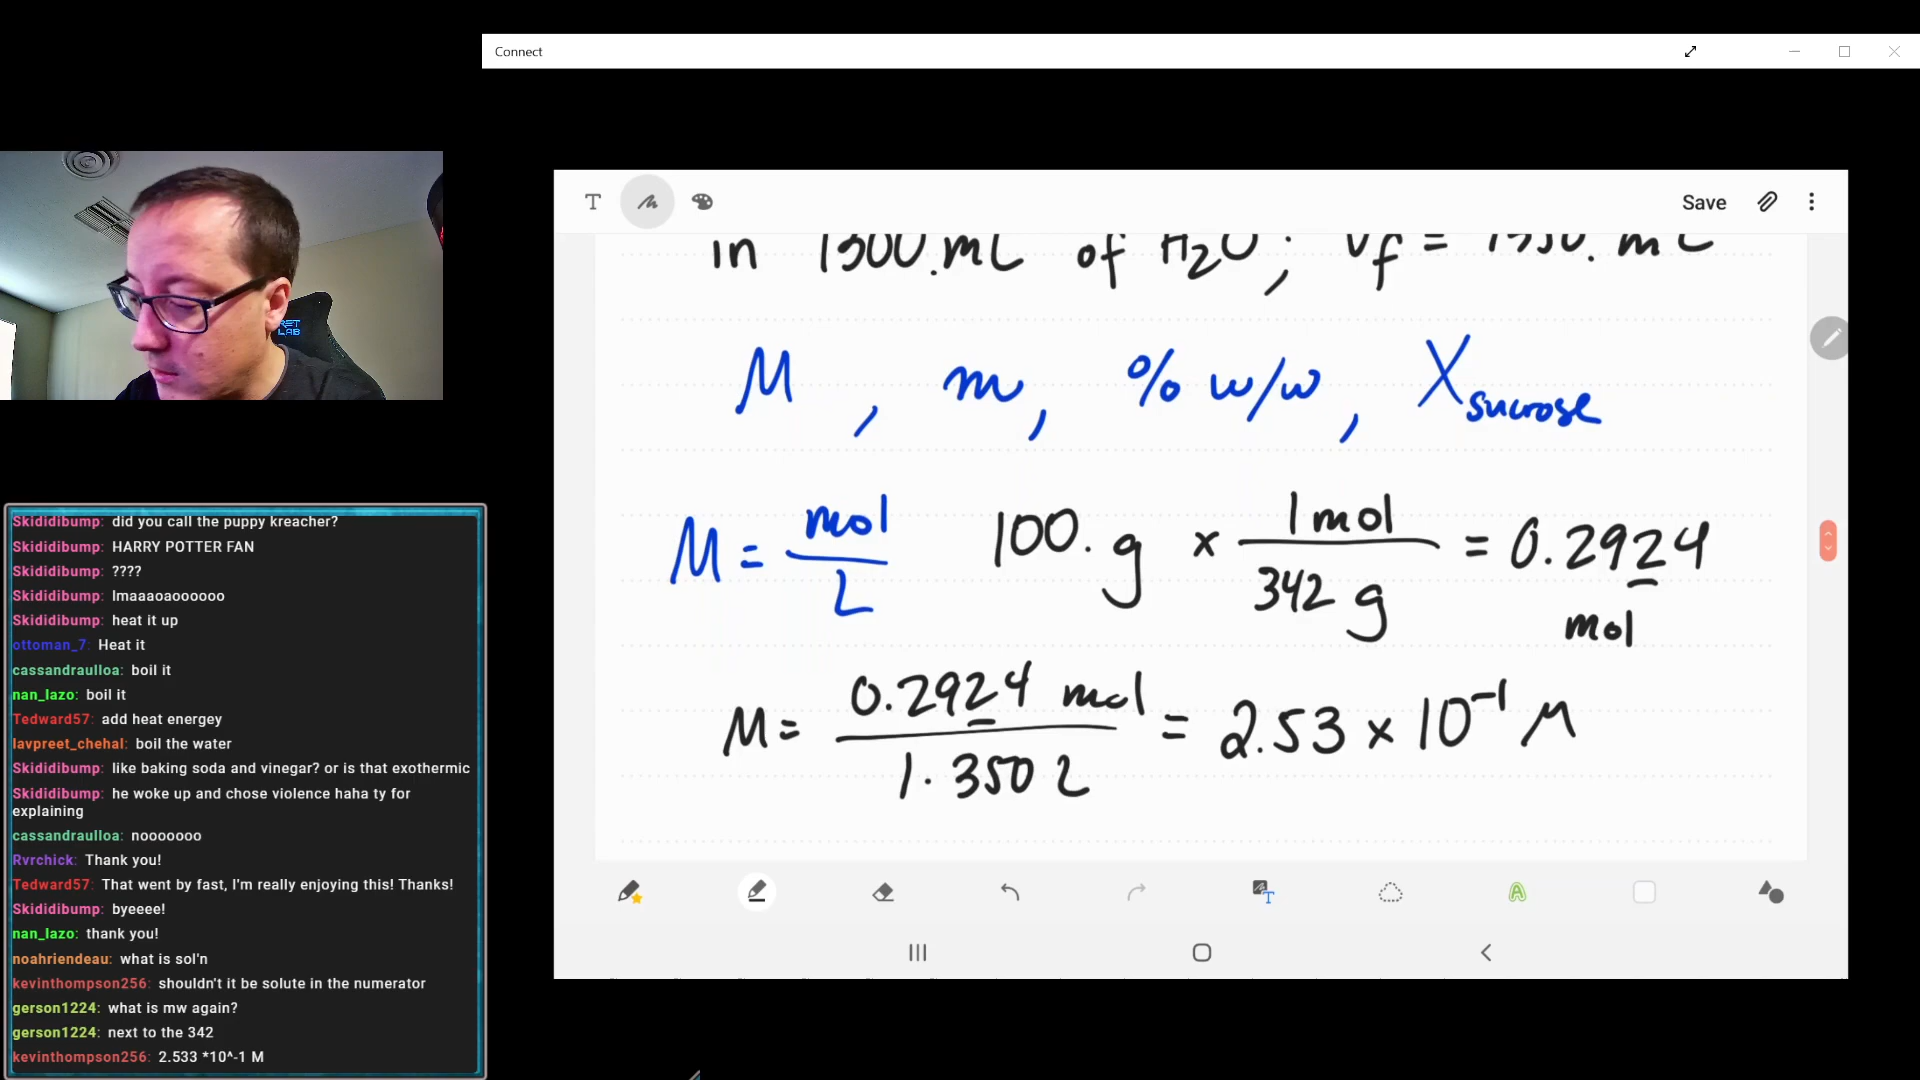 Connect
Save
in 1300. mL of H₂O; Vf = 1350. mL
M, m, % w/w, Xsucrose
M = mol/L 100. g × 1 mol/342 g = 0.2924 mol
M = 0.2924 mol/1.350 L = 2.53 × 10⁻¹ M
RET
LAB
Skididibump: did you call the puppy kreacher?
Skididibump: HARRY POTTER FAN
Skididibump: ????
Skididibump: lmaaaoaoooooo
Skididibump: heat it up
ottoman_7: Heat it
cassandraulloa: boil it
nan_lazo: boil it
Tedward57: add heat energey
lavpreet_chehal: boil the water
Skididibump: like baking soda and vinegar? or is that exothermic
Skididibump: he woke up and chose violence haha ty for
explaining
cassandraulloa: nooooooo
Rvrchick: Thank you!
Tedward57: That went by fast, I'm really enjoying this! Thanks!
Skididibump: byeeee!
nan_lazo: thank you!
noahriendeau: what is sol'n
kevinthompson256: shouldn't it be solute in the numerator
gerson1224: what is mw again?
gerson1224: next to the 342
kevinthompson256: 2.533 *10^-1 M